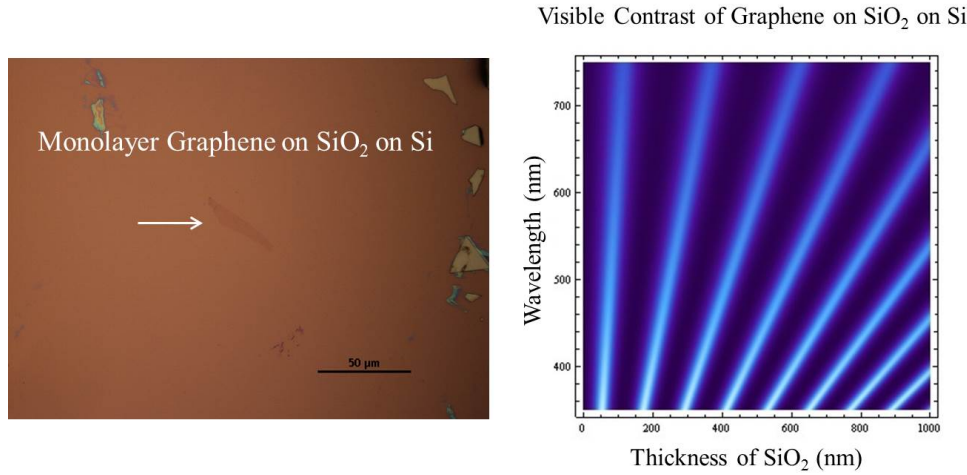 Visible Contrast of Graphene on SiO₂ on Si
Monolayer Graphene on SiO₂ on Si
50 µm
700
600
500
400
Wavelength (nm)
0 200 400 600 800 1000
Thickness of SiO₂ (nm)